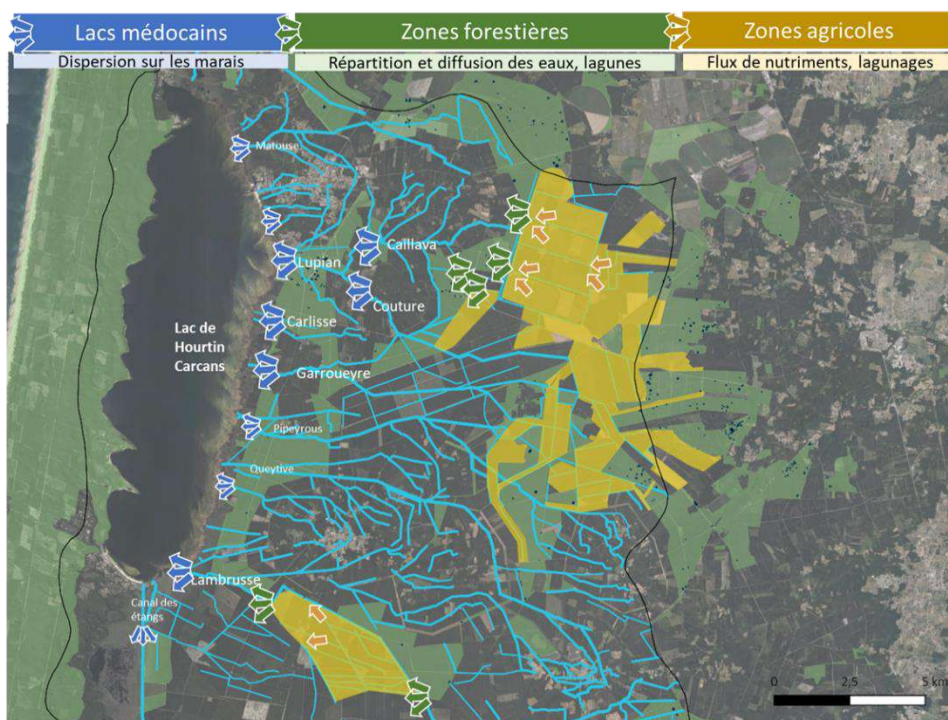 Lacs médocains
Zones forestières
Zones agricoles
Dispersion sur les marais
Répartition et diffusion des eaux, lagunes
Flux de nutriments, lagunages
Matouse
Caillava
Lupian
Couture
Carlisse
Lac de
Hourtin
Carcans
Garroueyre
Pipeyrous
Queytive
Lambrusse
Canal des
étangs
0 2,5 5 km